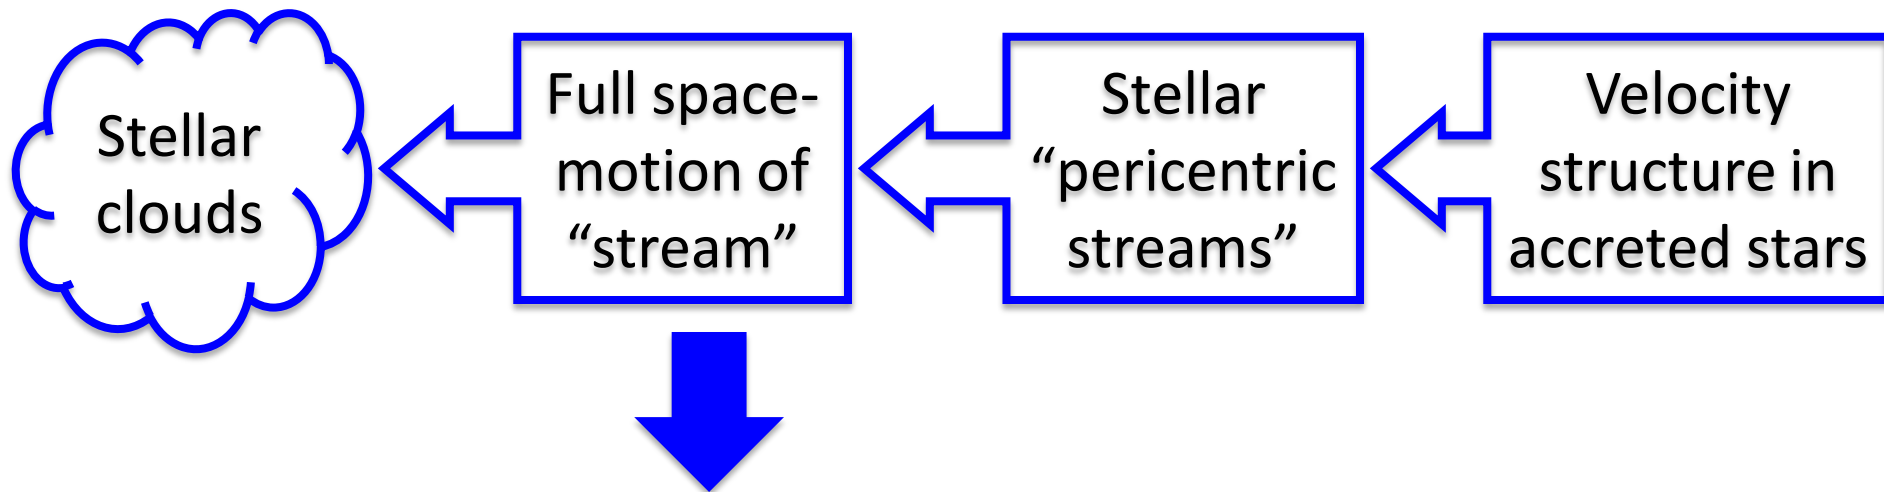 Stellar
clouds
Full space-
motion of
“stream”
Stellar
“pericentric
streams”
Velocity
structure in
accreted stars